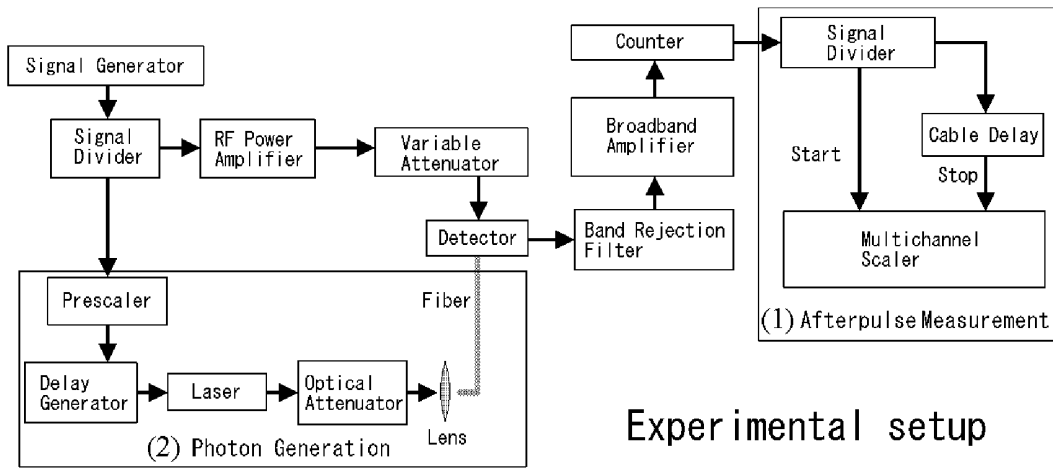 Signal Generator
Signal
Divider
RF Power
Amplifier
Variable
Attenuator
Detector
Band Rejection
Filter
Broadband
Amplifier
Counter
Signal
Divider
Cable Delay
Start
Stop
Multichannel
Scaler
(1) Afterpulse Measurement
Prescaler
Delay
Generator
Laser
Optical
Attenuator
Lens
Fiber
(2) Photon Generation
Experimental setup